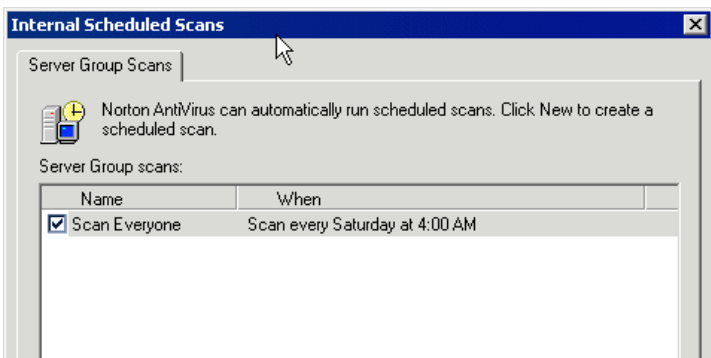 Internal Scheduled Scans
Server Group Scans
Norton AntiVirus can automatically run scheduled scans. Click New to create a
scheduled scan.
Server Group scans:
Name When
Scan Everyone Scan every Saturday at 4:00 AM